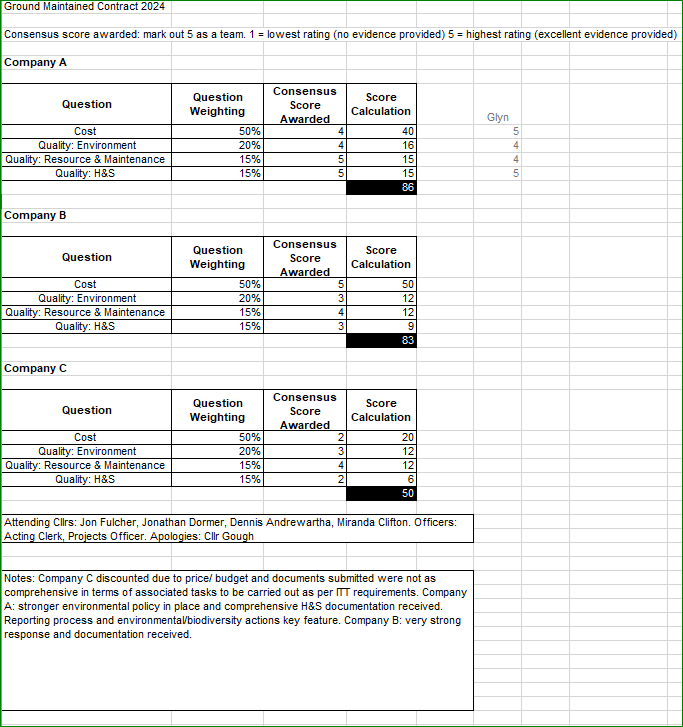 Ground Maintained Contract 2024
Consensus score awarded: mark out 5 as a team. 1 = lowest rating (no evidence provided) 5 = highest rating (excellent evidence provided)
Company A
Question Question Weighting Consensus Score Awarded Score Calculation Glyn
Cost 50% 4 40 5
Quality: Environment 20% 4 16 4
Quality: Resource & Maintenance 15% 5 15 4
Quality: H&S 15% 5 15 5
86
Company B
Question Question Weighting Consensus Score Awarded Score Calculation
Cost 50% 5 50
Quality: Environment 20% 3 12
Quality: Resource & Maintenance 15% 4 12
Quality: H&S 15% 3 9
83
Company C
Question Question Weighting Consensus Score Awarded Score Calculation
Cost 50% 2 20
Quality: Environment 20% 3 12
Quality: Resource & Maintenance 15% 4 12
Quality: H&S 15% 2 6
50
Attending Cllrs: Jon Fulcher, Jonathan Dormer, Dennis Andrewartha, Miranda Clifton. Officers:
Acting Clerk, Projects Officer. Apologies: Cllr Gough
Notes: Company C discounted due to price/ budget and documents submitted were not as
comprehensive in terms of associated tasks to be carried out as per ITT requirements. Company
A: stronger environmental policy in place and comprehensive H&S documentation received.
Reporting process and environmental/biodiversity actions key feature. Company B: very strong
response and documentation received.